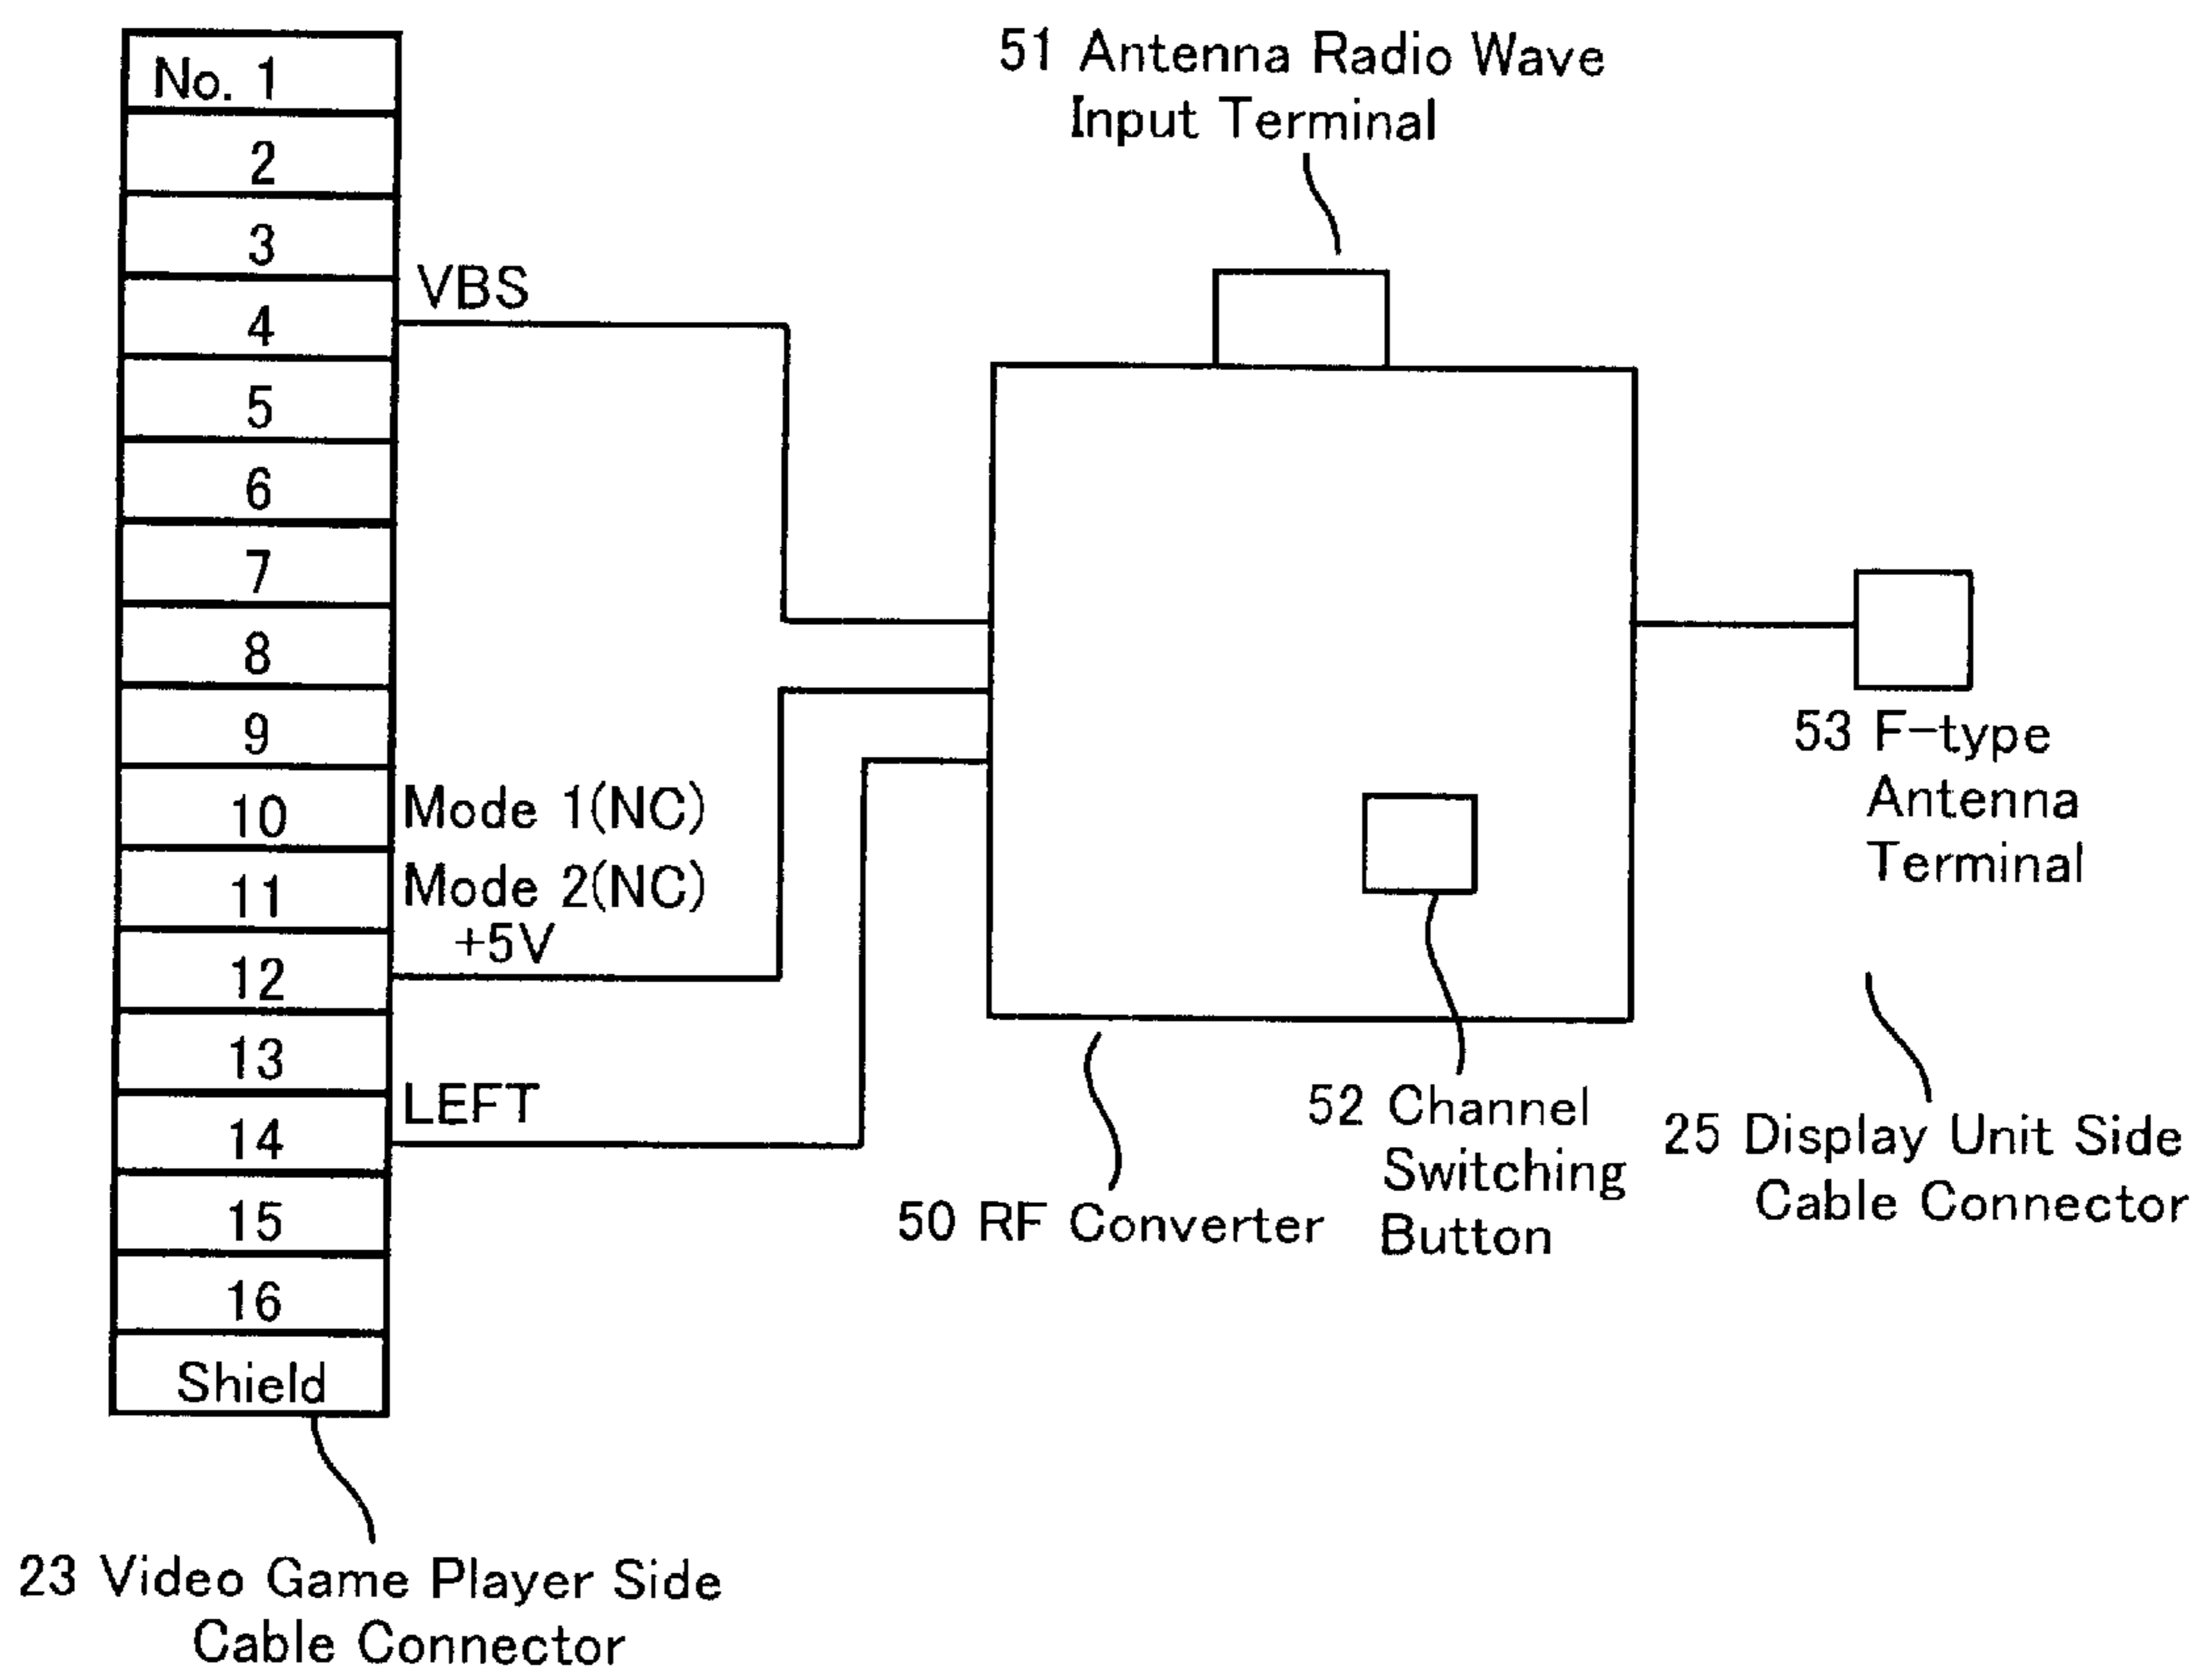 No. 1
2
3
4
5
6
7
8
9
10
11
12
13
14
15
16
Shield
VBS
Mode 1(NC)
Mode 2(NC)
+5V
LEFT
23 Video Game Player Side
Cable Connector
51 Antenna Radio Wave
Input Terminal
50 RF Converter
52 Channel
Switching
Button
53 F-type
Antenna
Terminal
25 Display Unit Side
Cable Connector